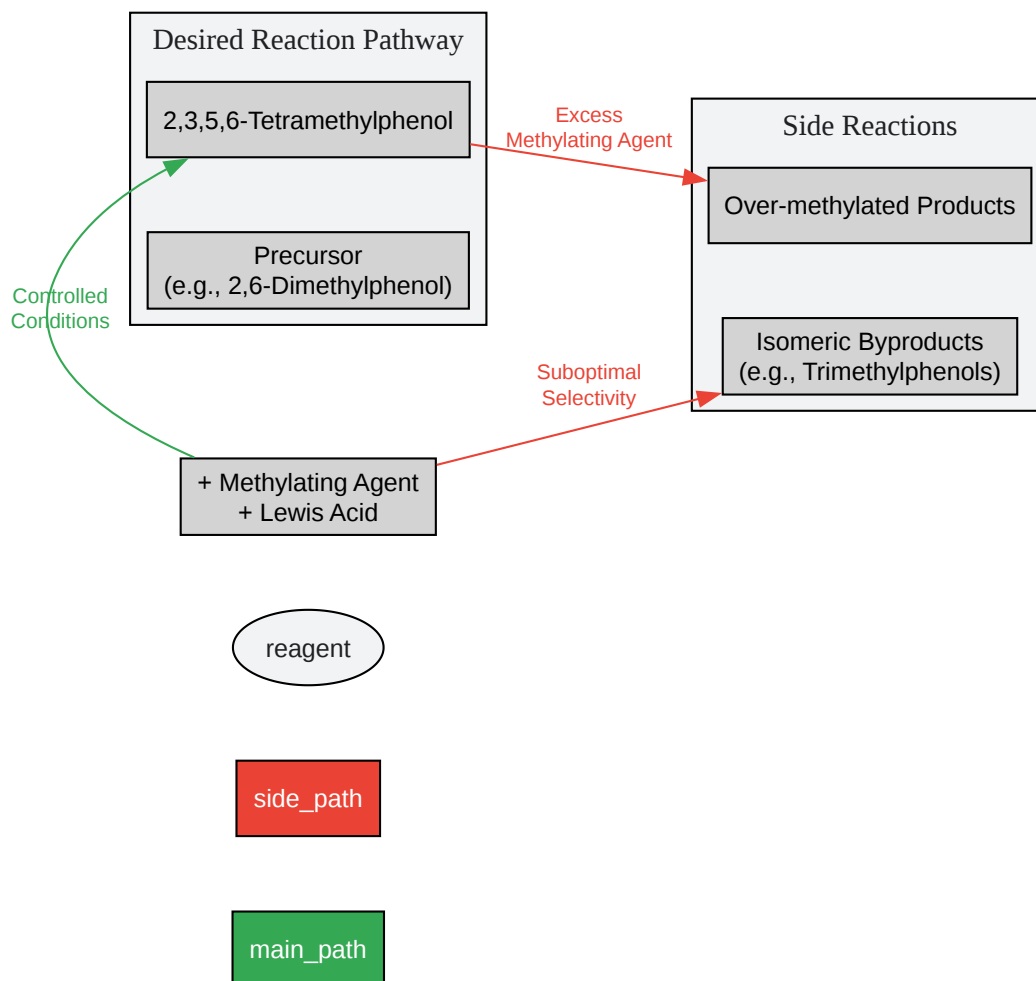 Desired Reaction Pathway
2,3,5,6-Tetramethylphenol
Excess
Methylating Agent
Side Reactions
Over-methylated Products
Precursor
(e.g., 2,6-Dimethylphenol)
Controlled
Conditions
Isomeric Byproducts
(e.g., Trimethylphenols)
Suboptimal
Selectivity
+ Methylating Agent
+ Lewis Acid
reagent
side_path
main_path